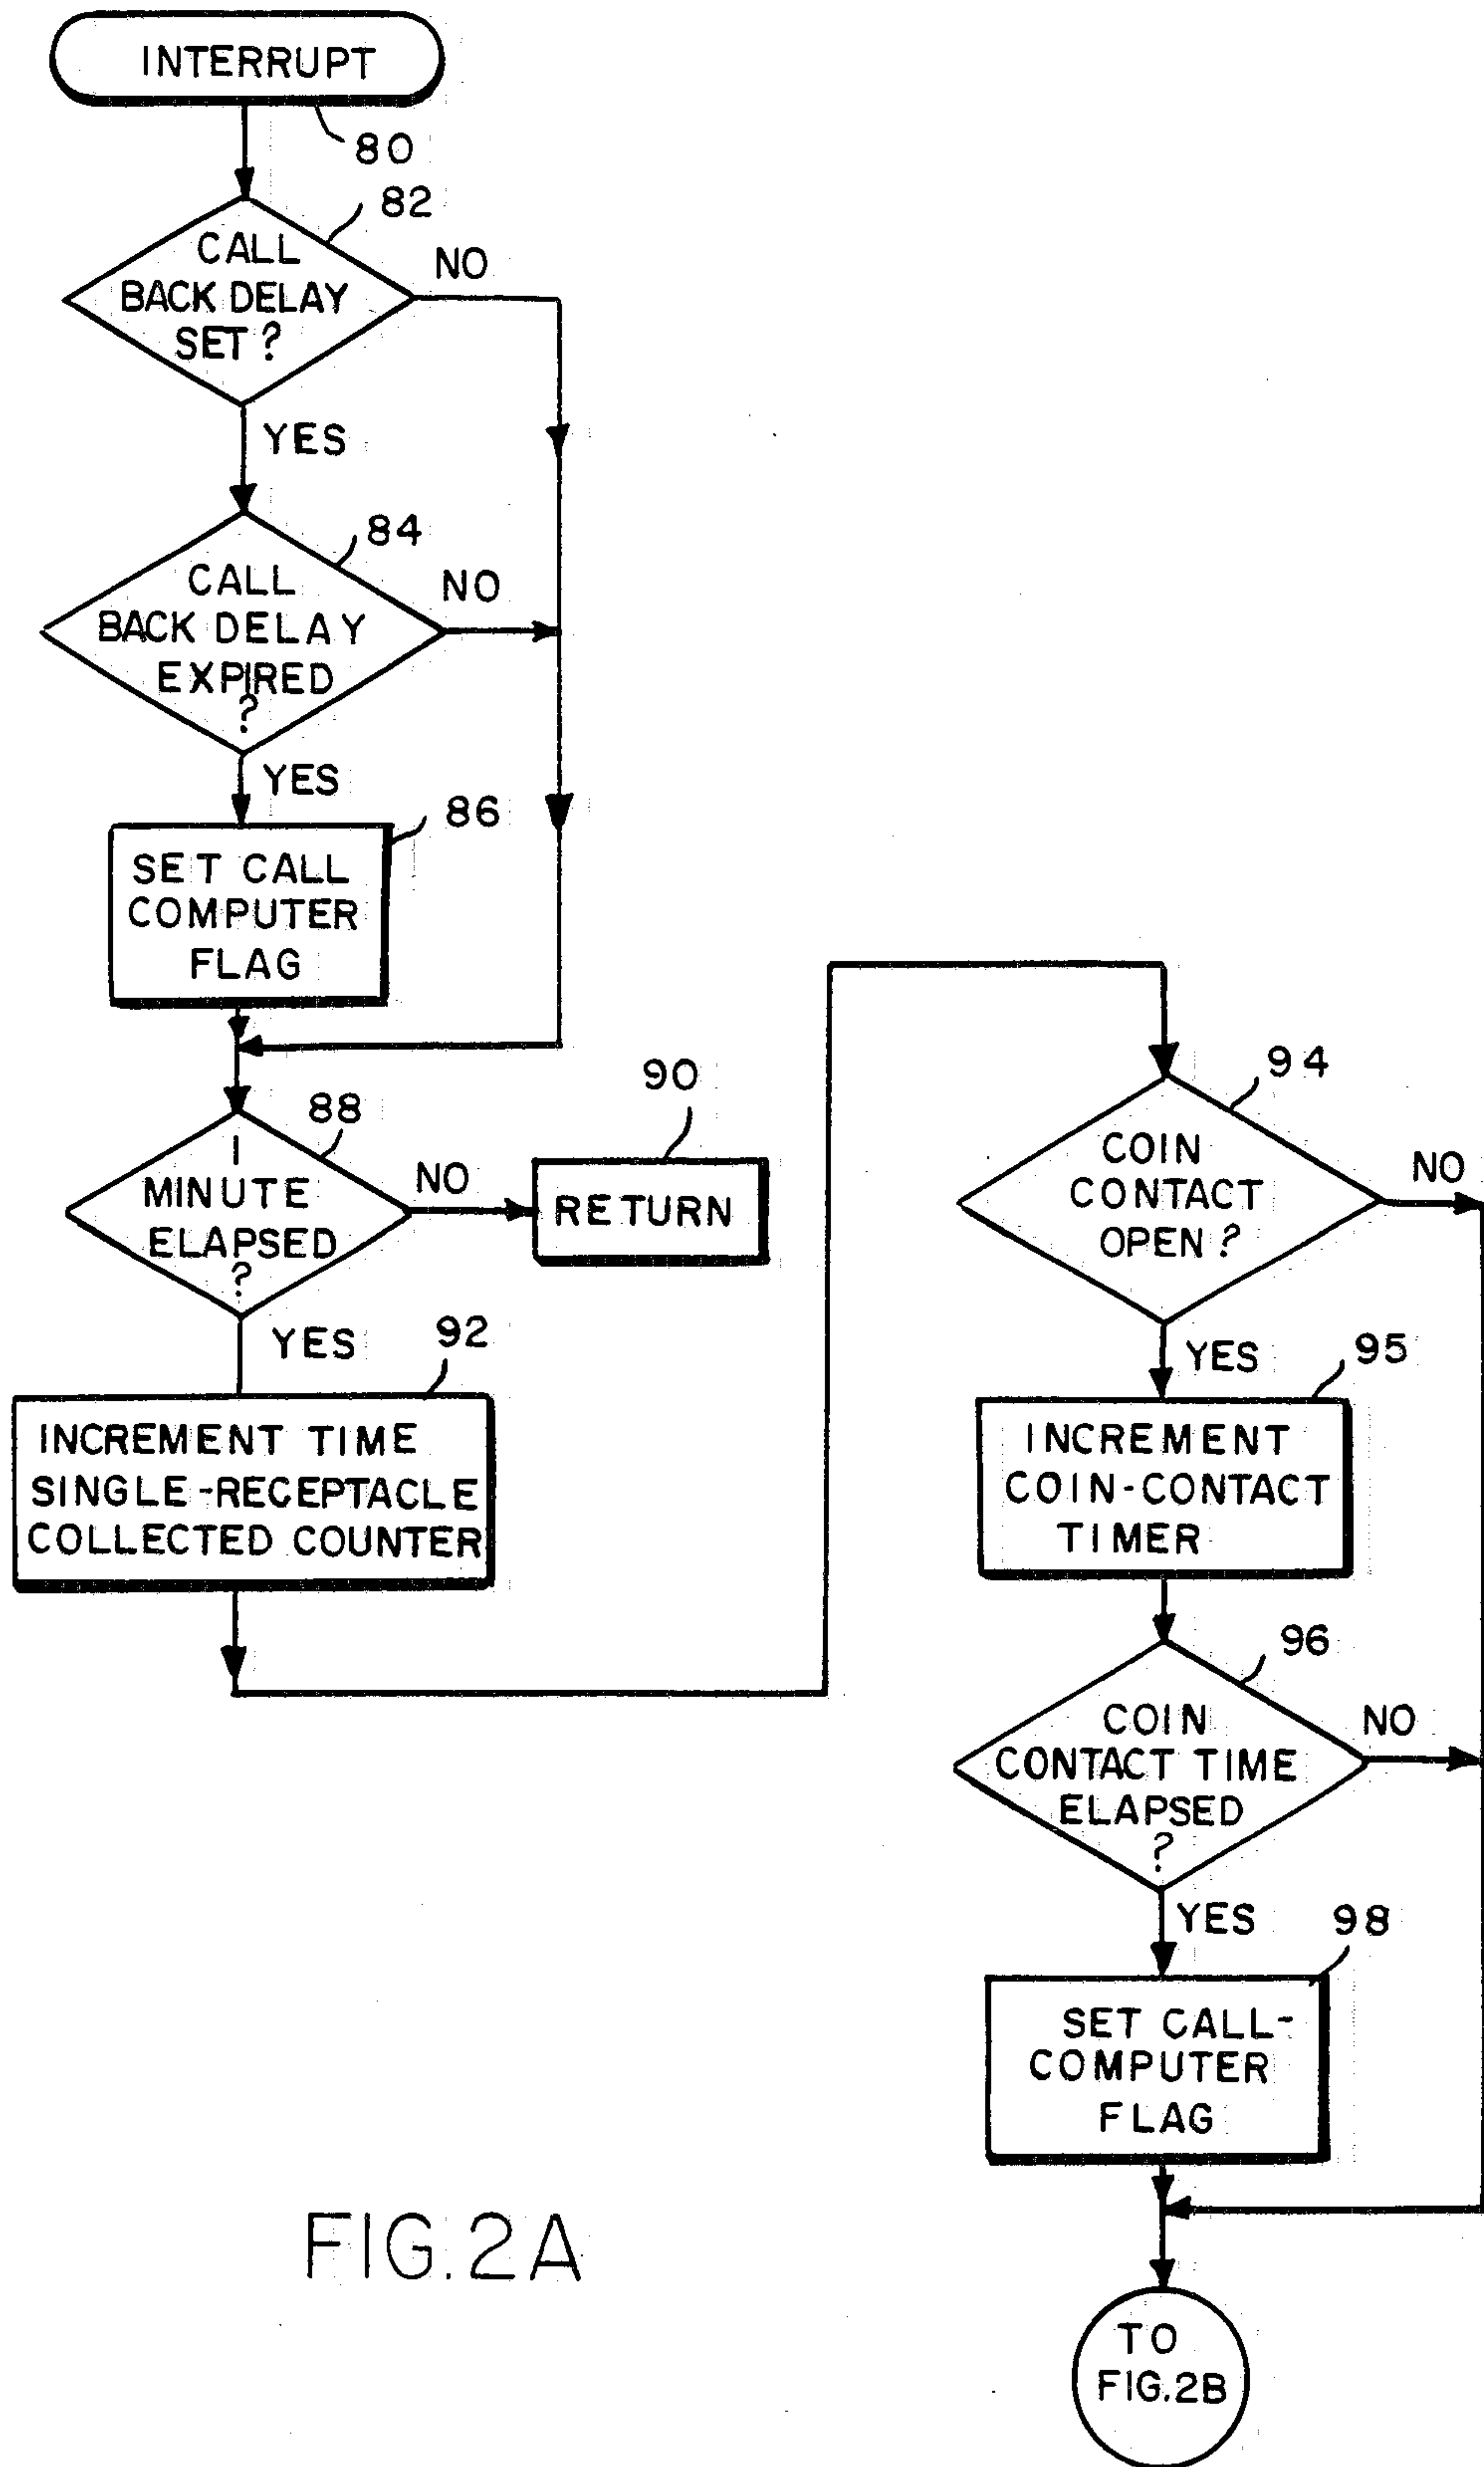 INTERRUPT
80
82
CALL
BACK DELAY
SET?
NO
YES
84
CALL
BACK DELAY
EXPIRED
?
NO
YES
86
SET CALL
COMPUTER
FLAG
88
1
MINUTE
ELAPSED
?
NO
90
RETURN
YES
92
INCREMENT TIME
SINGLE-RECEPTACLE
COLLECTED COUNTER
94
COIN
CONTACT
OPEN?
NO
YES
95
INCREMENT
COIN-CONTACT
TIMER
96
COIN
CONTACT TIME
ELAPSED
?
NO
YES
98
SET CALL-
COMPUTER
FLAG
TO
FIG.2B
FIG.2A